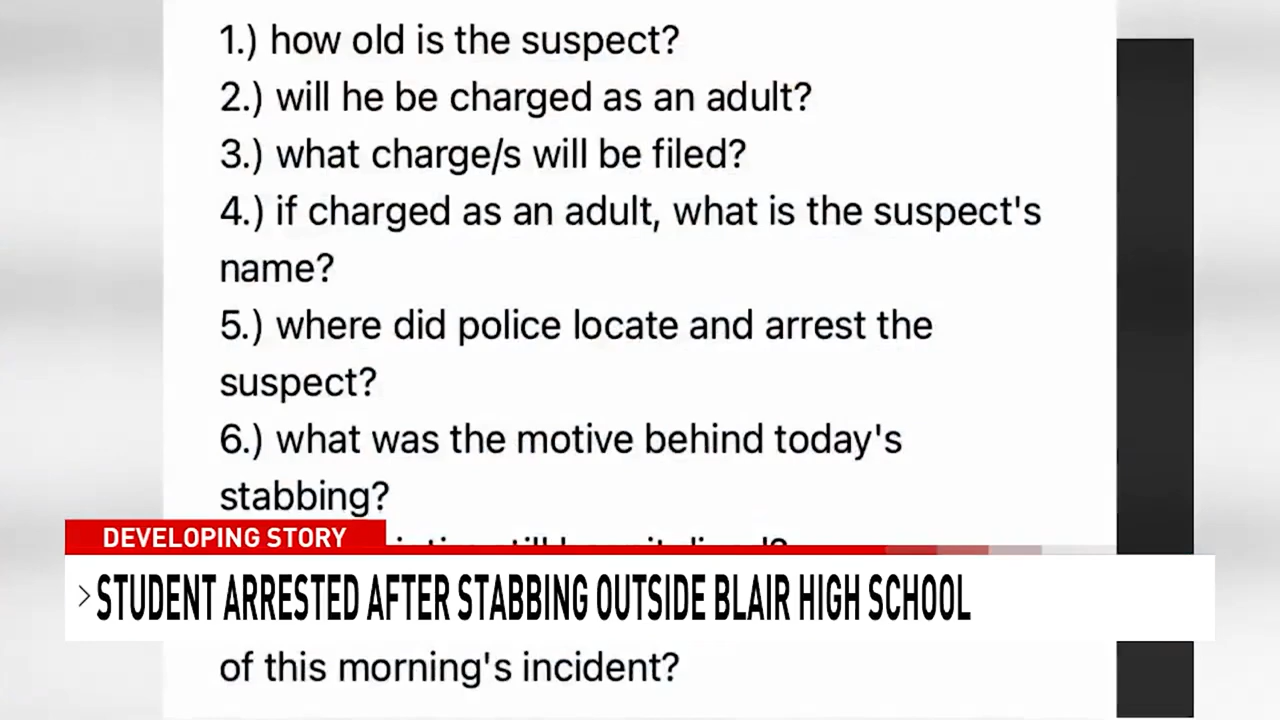 1.) how old is the suspect?
2.) will he be charged as an adult?
3.) what charge/s will be filed?
4.) if charged as an adult, what is the suspect's
name?
5.) where did police locate and arrest the
suspect?
6.) what was the motive behind today's
stabbing?
DEVELOPING STORY
STUDENT ARRESTED AFTER STABBING OUTSIDE BLAIR HIGH SCHOOL
of this morning's incident?